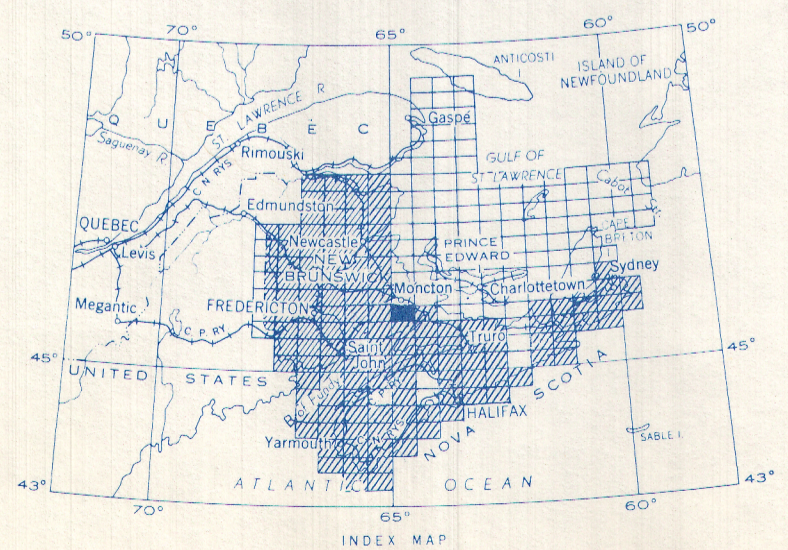 50° 70° 65° 60° 50°
ANTICOSTI
I
ISLAND OF
NEWFOUNDLAND
QUEBEC
ST. LAWRENCE R
Gaspé
Saguenay R
Rimouski
C N RYS
GULF OF
ST LAWRENCE
Cabot
Edmundston
QUEBEC
Levis
Newcastle
NEW
BRUNSWICK
PRINCE
EDWARD
CAPE
BRETON
I
Sydney
Moncton
Charlottetown
Megantic
FREDERICTON
C. P. RY
Truro
Saint
John
45° 45°
UNITED STATES
B. of Fundy
P RY
HALIFAX
NOVA SCOTIA
Yarmouth
C N RYS
SABLE I.
ATLANTIC OCEAN
43° 43°
70° 65° 60°
INDEX MAP